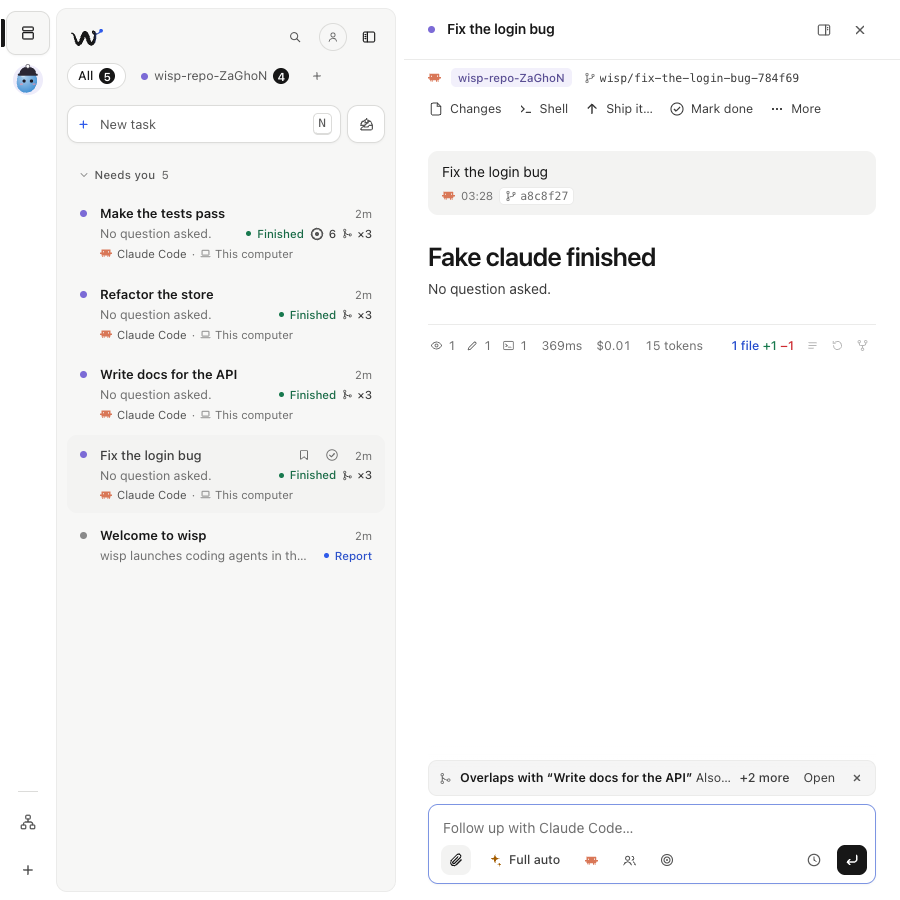 All 5
wisp-repo-ZaGhoN 4
New task N
Needs you 5
Make the tests pass 2m
No question asked. Finished 6 ×3
Claude Code · This computer
Refactor the store 2m
No question asked. Finished ×3
Claude Code · This computer
Write docs for the API 2m
No question asked. Finished ×3
Claude Code · This computer
Fix the login bug 2m
No question asked. Finished ×3
Claude Code · This computer
Welcome to wisp 2m
wisp launches coding agents in th... Report
Fix the login bug
wisp-repo-ZaGhoN wisp/fix-the-login-bug-784f69
Changes Shell Ship it... Mark done More
Fix the login bug
03:28 a8c8f27
Fake claude finished
No question asked.
1 1 1 369ms $0.01 15 tokens 1 file +1 −1
Overlaps with “Write docs for the API” Also... +2 more Open
Follow up with Claude Code...
Full auto